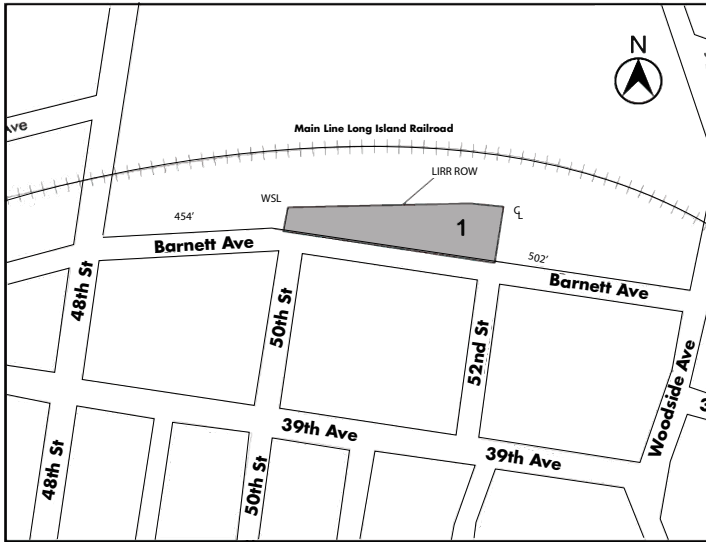 N
Ave
Main Line Long Island Railroad
LIRR ROW
WSL
CL
454'
1
Barnett Ave
502'
Barnett Ave
48th St
50th St
52nd St
Woodside Ave
39th Ave
39th Ave
48th St
50th St